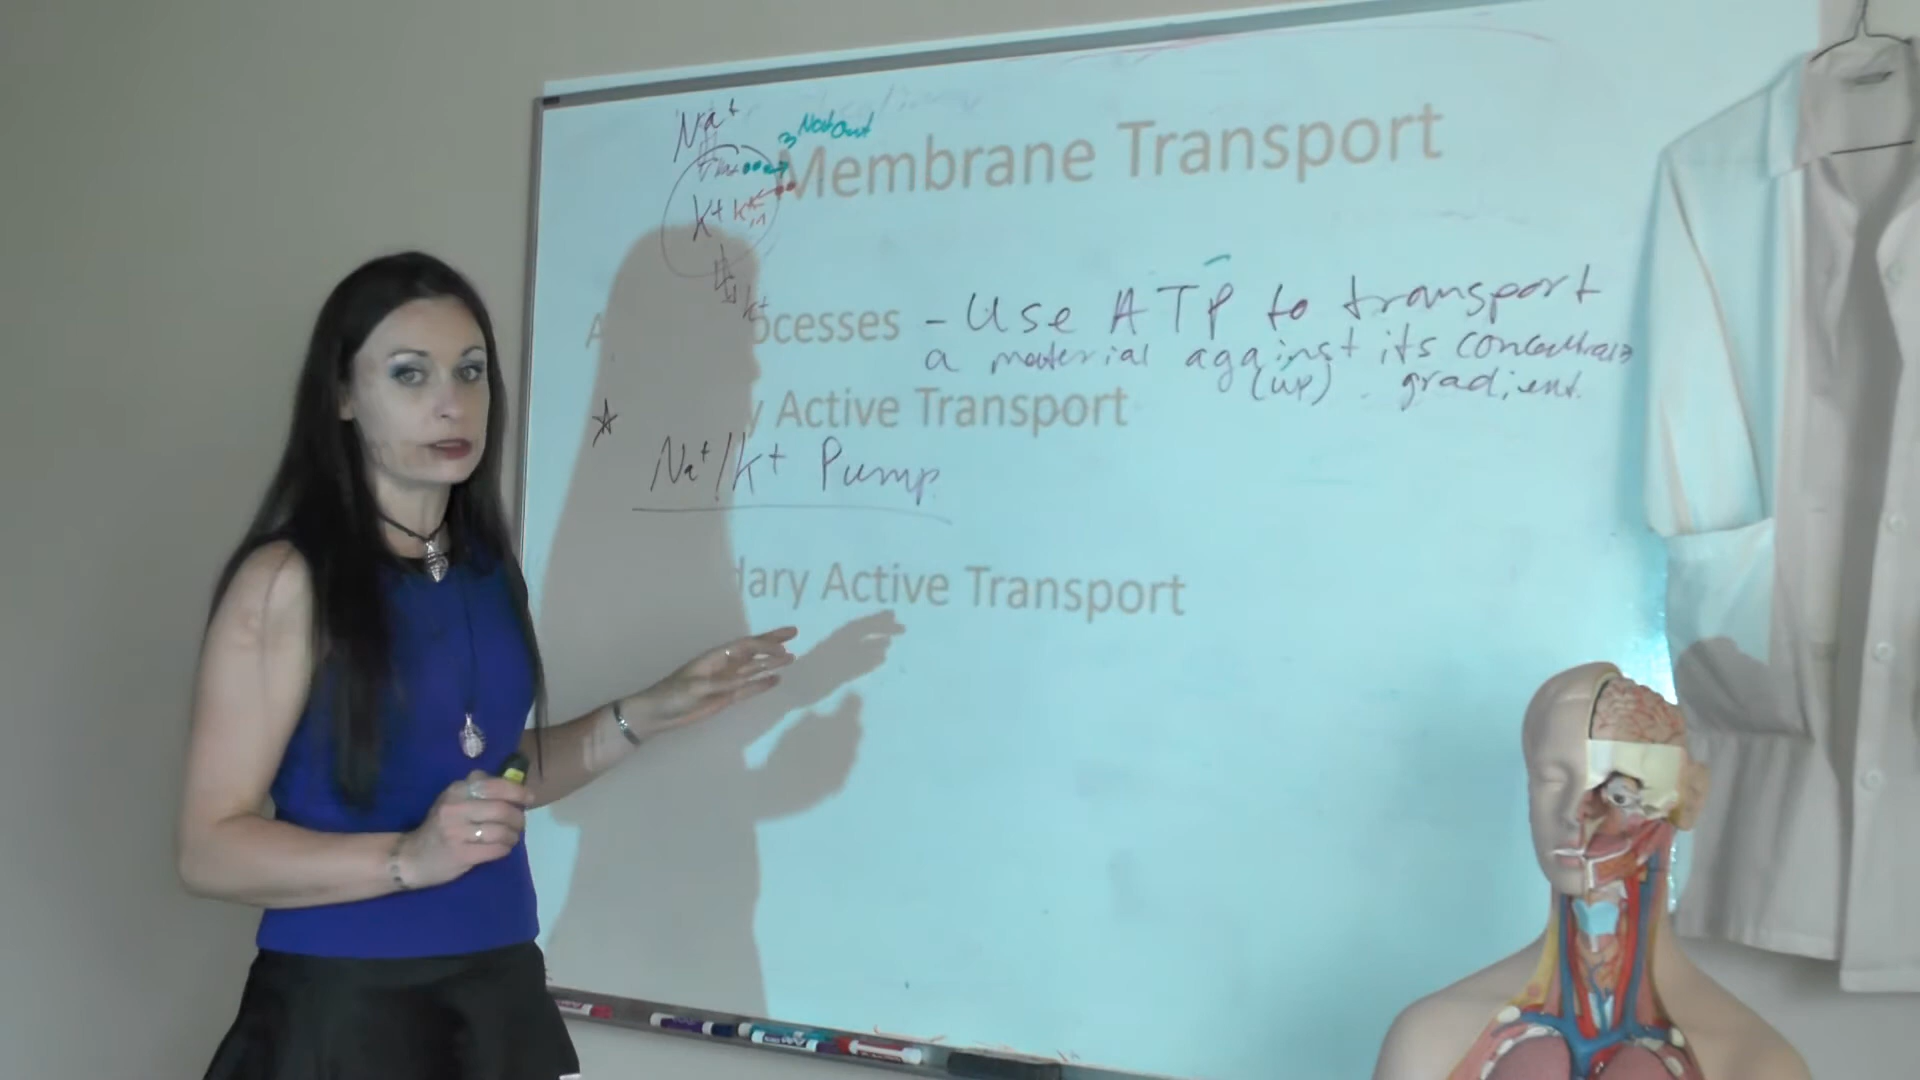 Na+
3 Na+ out
K+ K+ in
K+
Membrane Transport
ocesses - Use ATP to transport
a material against its
(up) gradient.
y Active Transport
Na+/K+ Pump
dary Active Transport